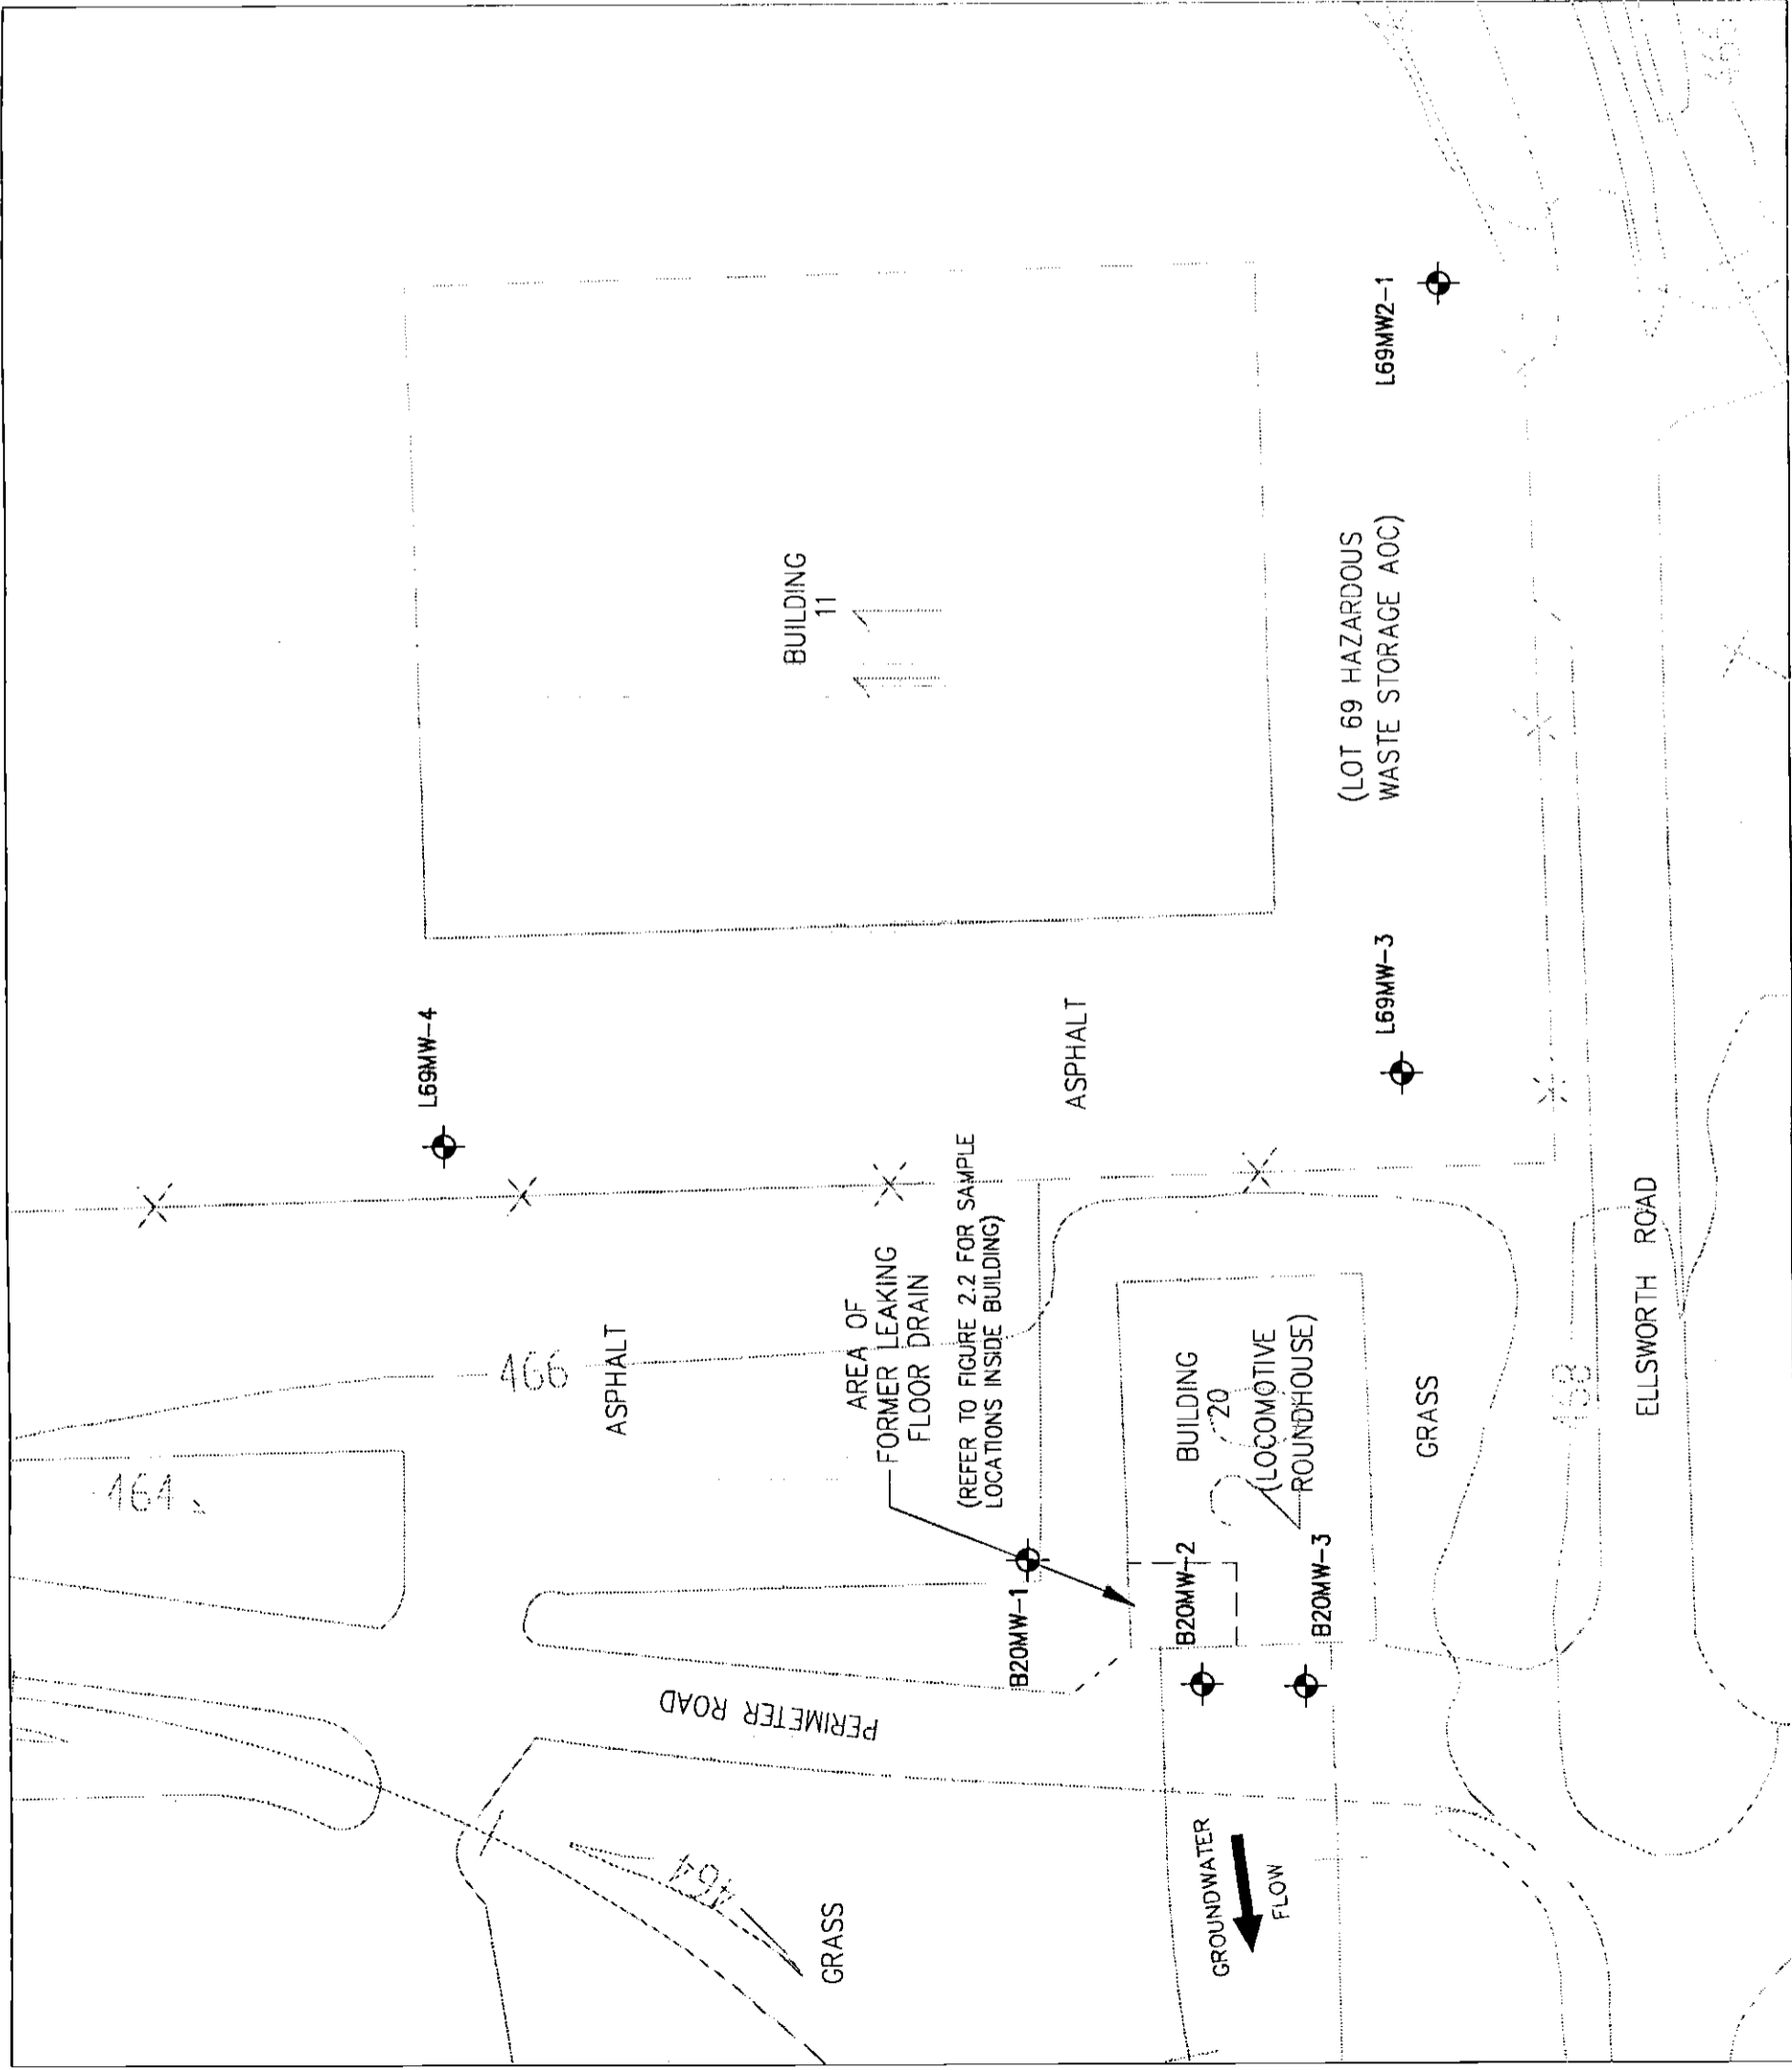 BUILDING
11
11
L69MW2-1
(LOT 69 HAZARDOUS
WASTE STORAGE AOC)
L69MW-4
ASPHALT
L69MW-3
466
ASPHALT
AREA OF
FORMER LEAKING
FLOOR DRAIN
(REFER TO FIGURE 2.2 FOR SAMPLE
LOCATIONS INSIDE BUILDING)
BUILDING
20
(LOCOMOTIVE
ROUNDHOUSE)
GRASS
468
ELLSWORTH ROAD
464
B20MW-1
B20MW-2
B20MW-3
PERIMETER ROAD
464
GRASS
GROUNDWATER
FLOW